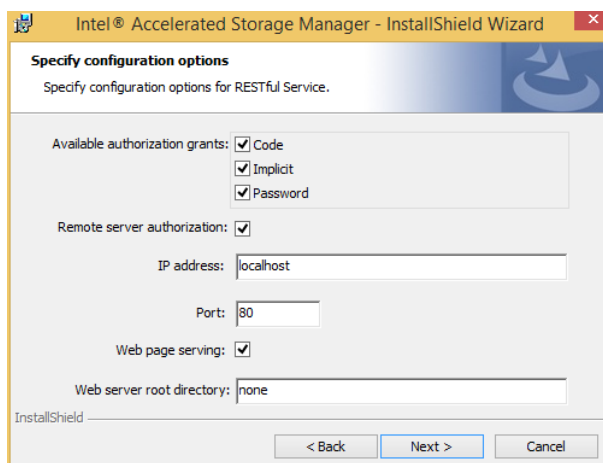 Intel® Accelerated Storage Manager - InstallShield Wizard
Specify configuration options
Specify configuration options for RESTful Service.
Available authorization grants: Code
Implicit
Password
Remote server authorization:
IP address: localhost
Port: 80
Web page serving:
Web server root directory: none
InstallShield
< Back Next > Cancel